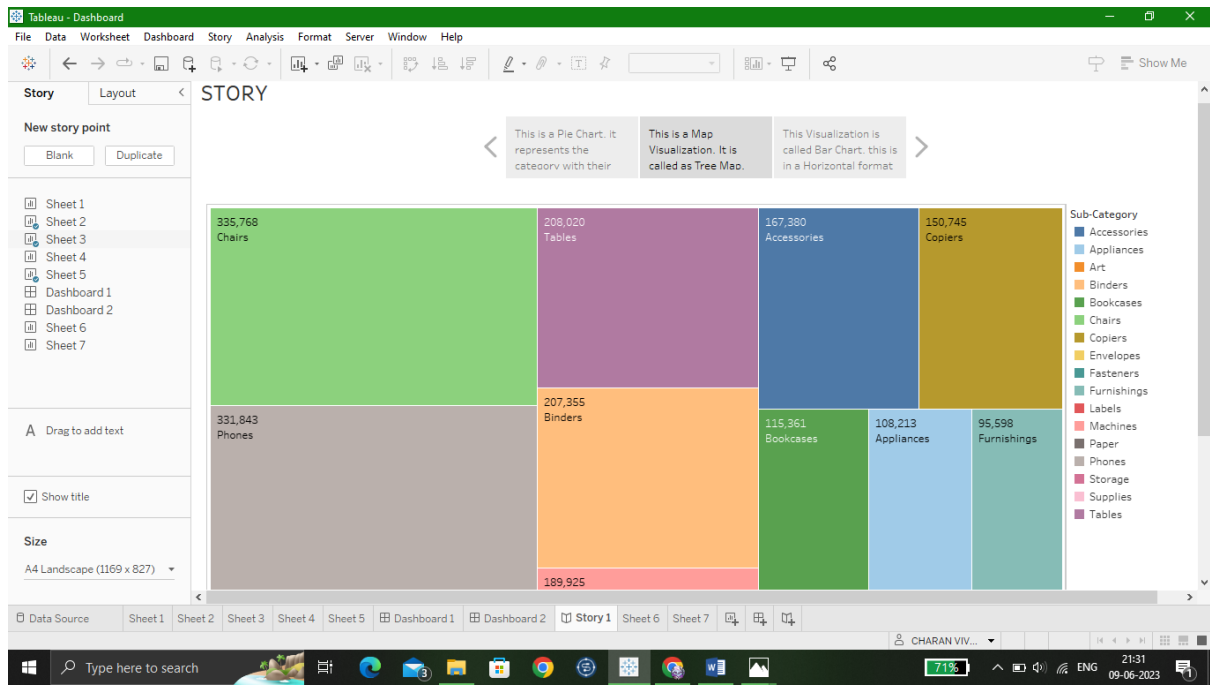 Tableau - Dashboard
File Data Worksheet Dashboard Story Analysis Format Server Window Help
Show Me
Story Layout
STORY
New story point
Blank Duplicate
This is a Pie Chart. it
represents the
category with their
This is a Map
Visualization. It is
called as Tree Map.
This Visualization is
called Bar Chart. this is
in a Horizontal format
Sheet 1
Sheet 2
Sheet 3
Sheet 4
Sheet 5
Dashboard 1
Dashboard 2
Sheet 6
Sheet 7
A Drag to add text
Show title
Size
A4 Landscape (1169 x 827)
335,768
Chairs
208,020
Tables
167,380
Accessories
150,745
Copiers
331,843
Phones
207,355
Binders
115,361
Bookcases
108,213
Appliances
95,598
Furnishings
189,925
Sub-Category
Accessories
Appliances
Art
Binders
Bookcases
Chairs
Copiers
Envelopes
Fasteners
Furnishings
Labels
Machines
Paper
Phones
Storage
Supplies
Tables
Data Source Sheet 1 Sheet 2 Sheet 3 Sheet 4 Sheet 5 Dashboard 1 Dashboard 2 Story 1 Sheet 6 Sheet 7
CHARAN VIV...
Type here to search
3
71%
ENG
21:31
09-06-2023
1